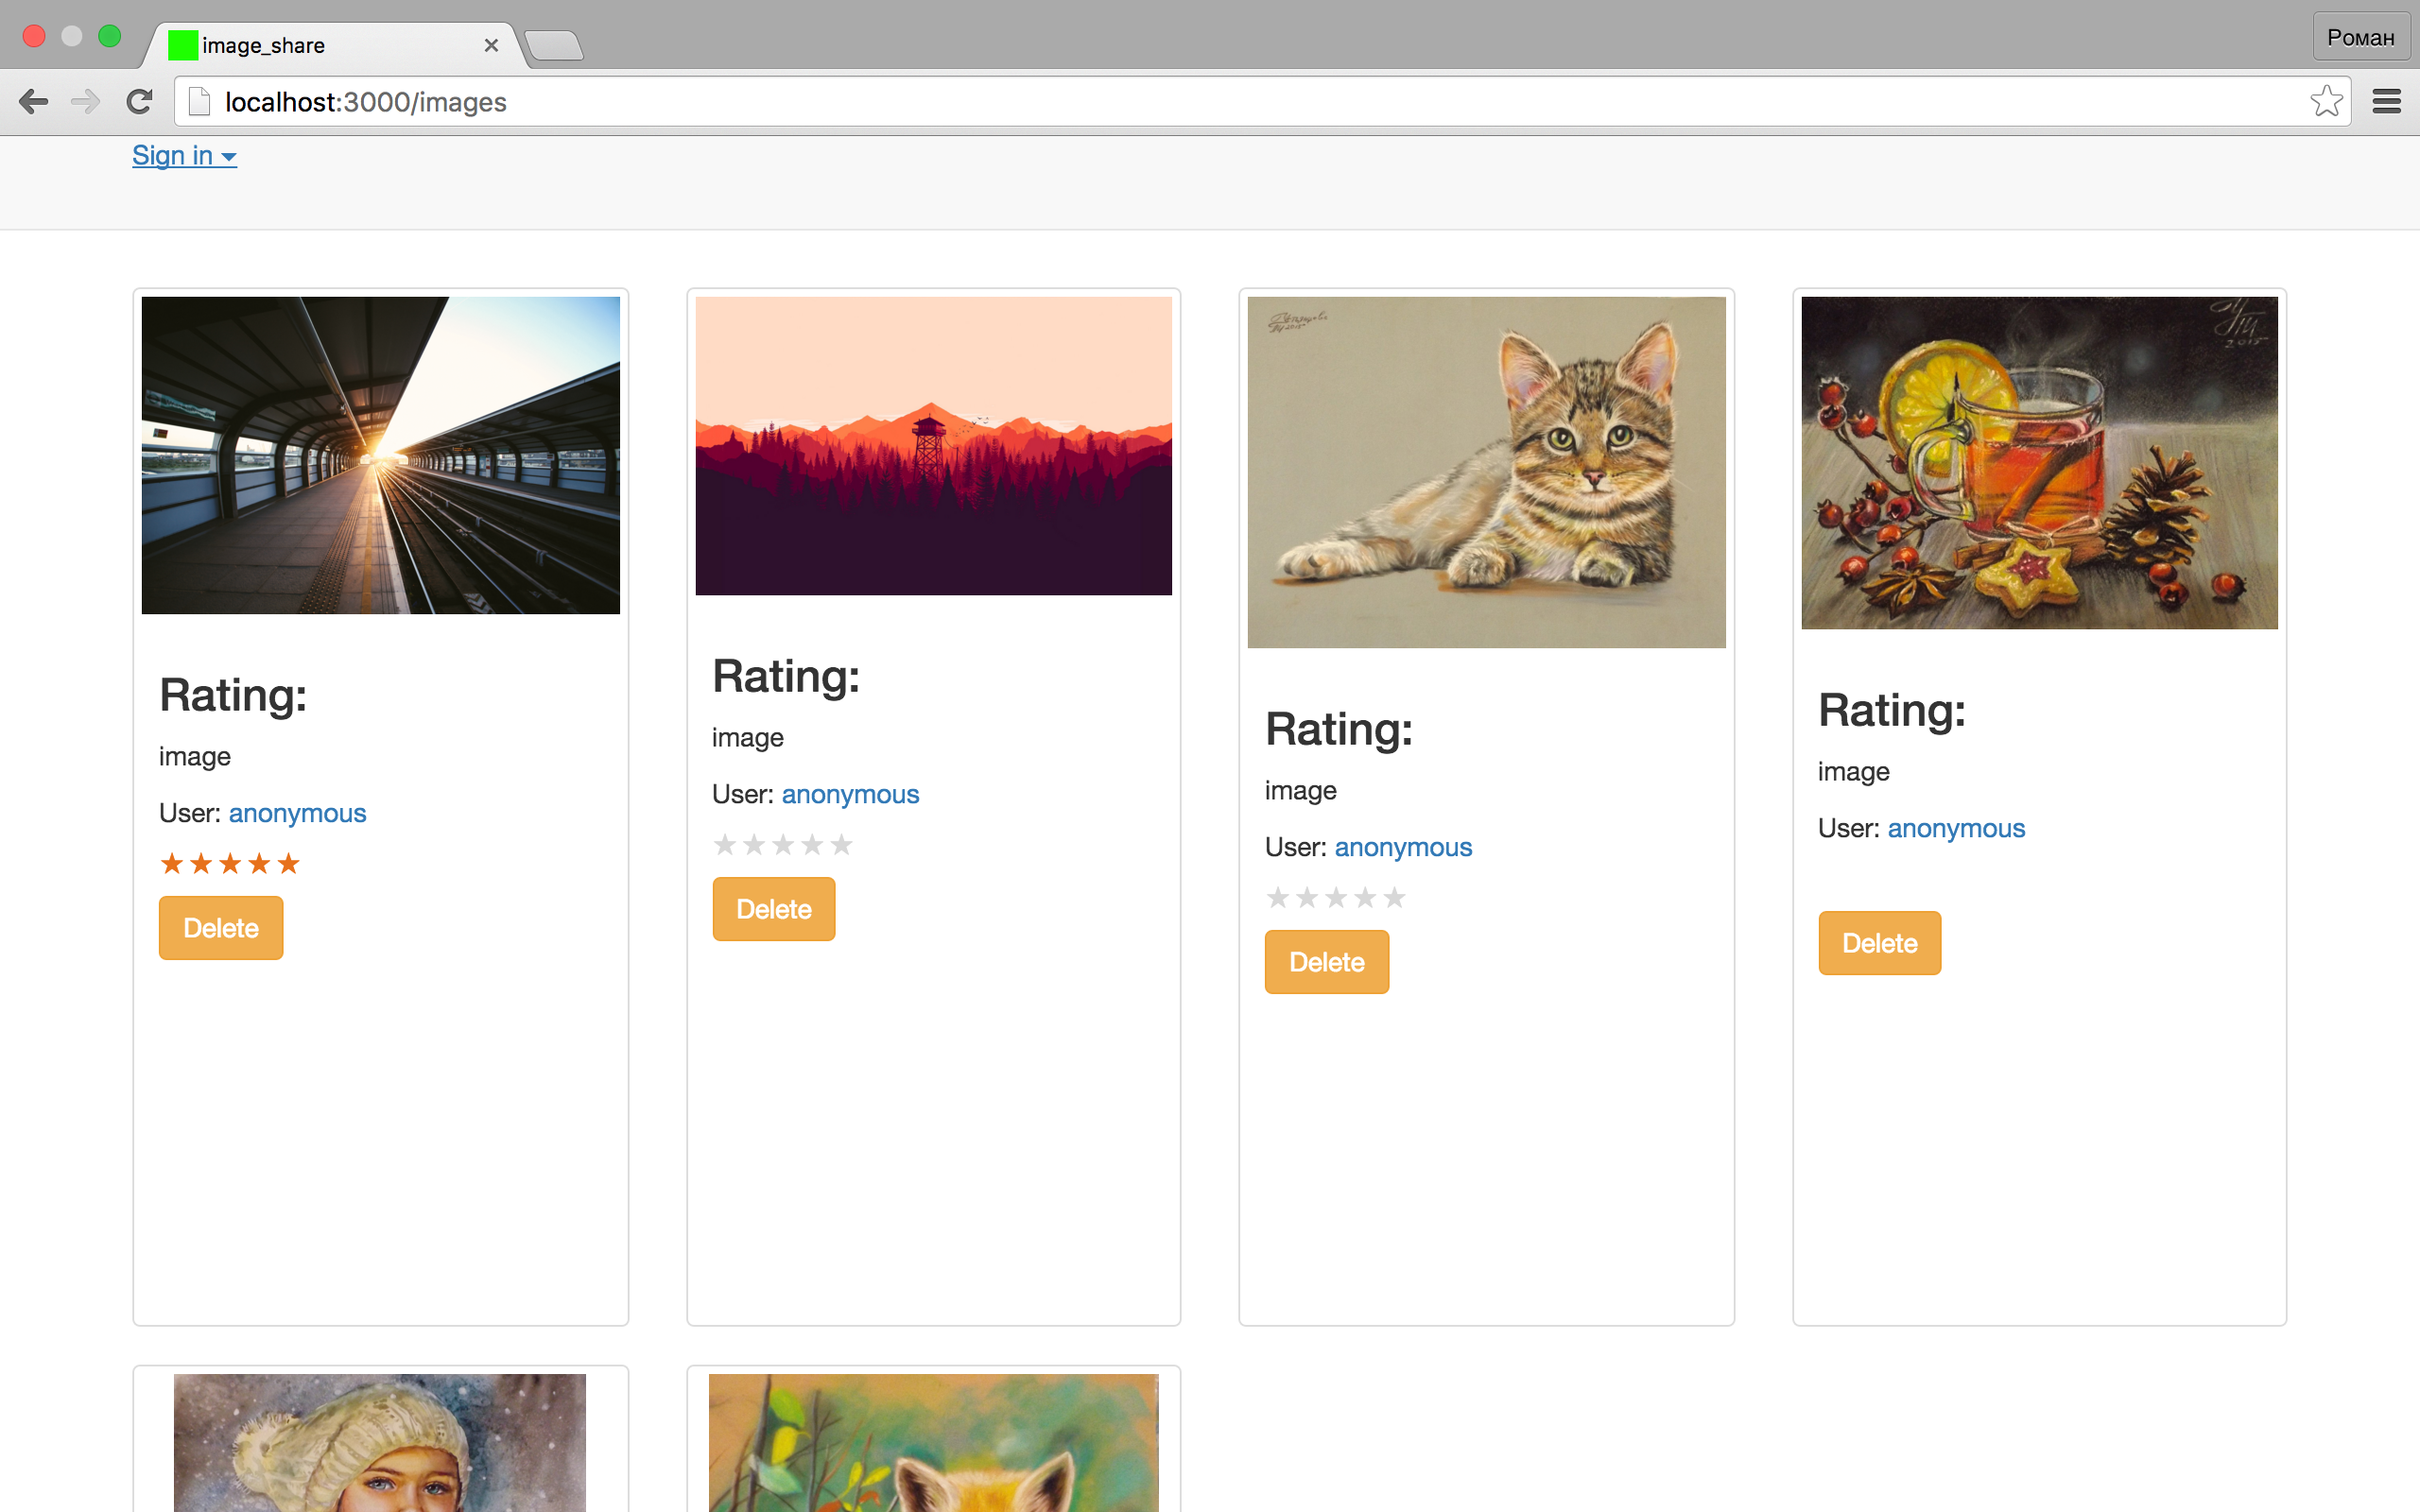 image_share
Роман
localhost:3000/images
Sign in
Rating:
image
User: anonymous
Delete
Rating:
image
User: anonymous
Delete
Rating:
image
User: anonymous
Delete
2015
Rating:
image
User: anonymous
Delete